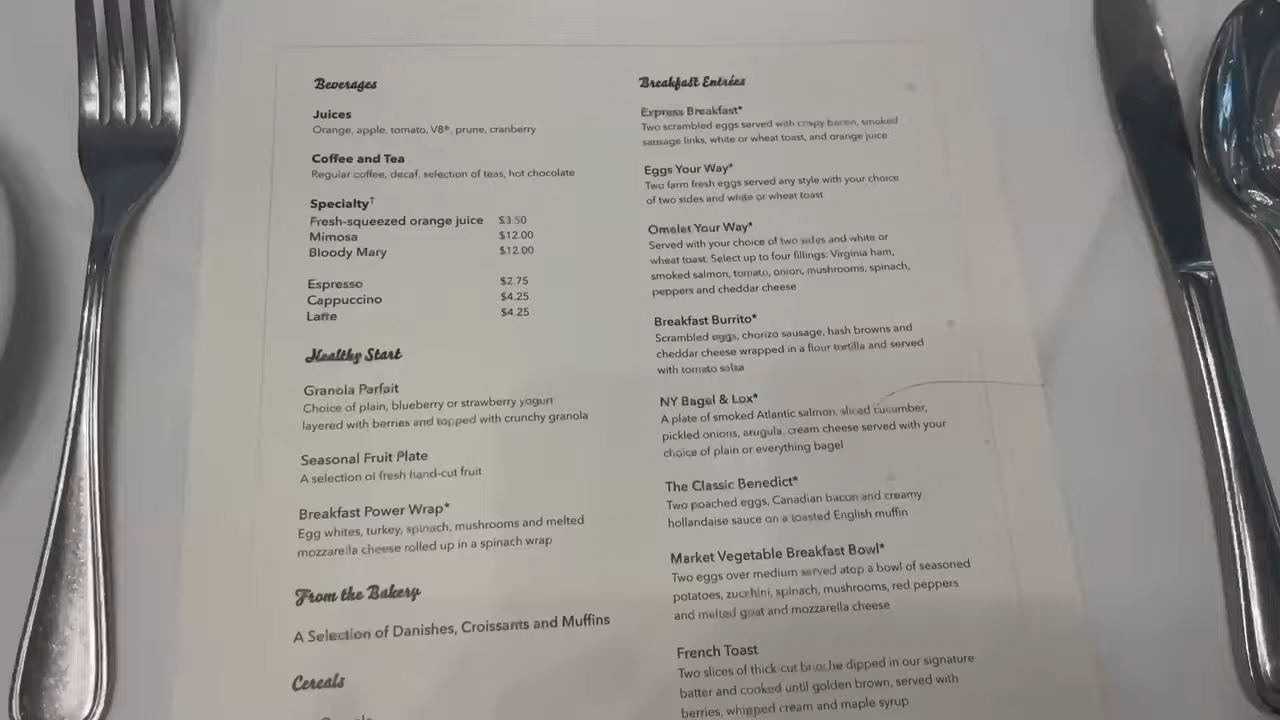 Beverages
Juices
Orange, apple, tomato, V8®, prune, cranberry
Coffee and Tea
Regular coffee, decaf, selection of teas, hot chocolate
Specialty†
Fresh-squeezed orange juice $3.50
Mimosa $12.00
Bloody Mary $12.00
Espresso $2.75
Cappuccino $4.25
Latte $4.25
Healthy Start
Granola Parfait
Choice of plain, blueberry or strawberry yogurt
layered with berries and topped with crunchy granola
Seasonal Fruit Plate
A selection of fresh hand-cut fruit
Breakfast Power Wrap*
Egg whites, turkey, spinach, mushrooms and melted
mozzarella cheese rolled up in a spinach wrap
From the Bakery
A Selection of Danishes, Croissants and Muffins
Cereals
Breakfast Entrées
Express Breakfast*
Two scrambled eggs served with crispy bacon, smoked
sausage links, white or wheat toast, and orange juice
Eggs Your Way*
Two farm fresh eggs served any style with your choice
of two sides and white or wheat toast
Omelet Your Way*
Served with your choice of two sides and white or
wheat toast. Select up to four fillings: Virginia ham,
smoked salmon, tomato, onion, mushrooms, spinach,
peppers and cheddar cheese
Breakfast Burrito*
Scrambled eggs, chorizo sausage, hash browns and
cheddar cheese wrapped in a flour tortilla and served
with tomato salsa
NY Bagel & Lox*
A plate of smoked Atlantic salmon, sliced cucumber,
pickled onions, arugula, cream cheese served with your
choice of plain or everything bagel
The Classic Benedict*
Two poached eggs, Canadian bacon and creamy
hollandaise sauce on a toasted English muffin
Market Vegetable Breakfast Bowl*
Two eggs over medium served atop a bowl of seasoned
potatoes, zucchini, spinach, mushrooms, red peppers
and melted goat and mozzarella cheese
French Toast
Two slices of thick-cut brioche dipped in our signature
batter and cooked until golden brown, served with
berries, whipped cream and maple syrup